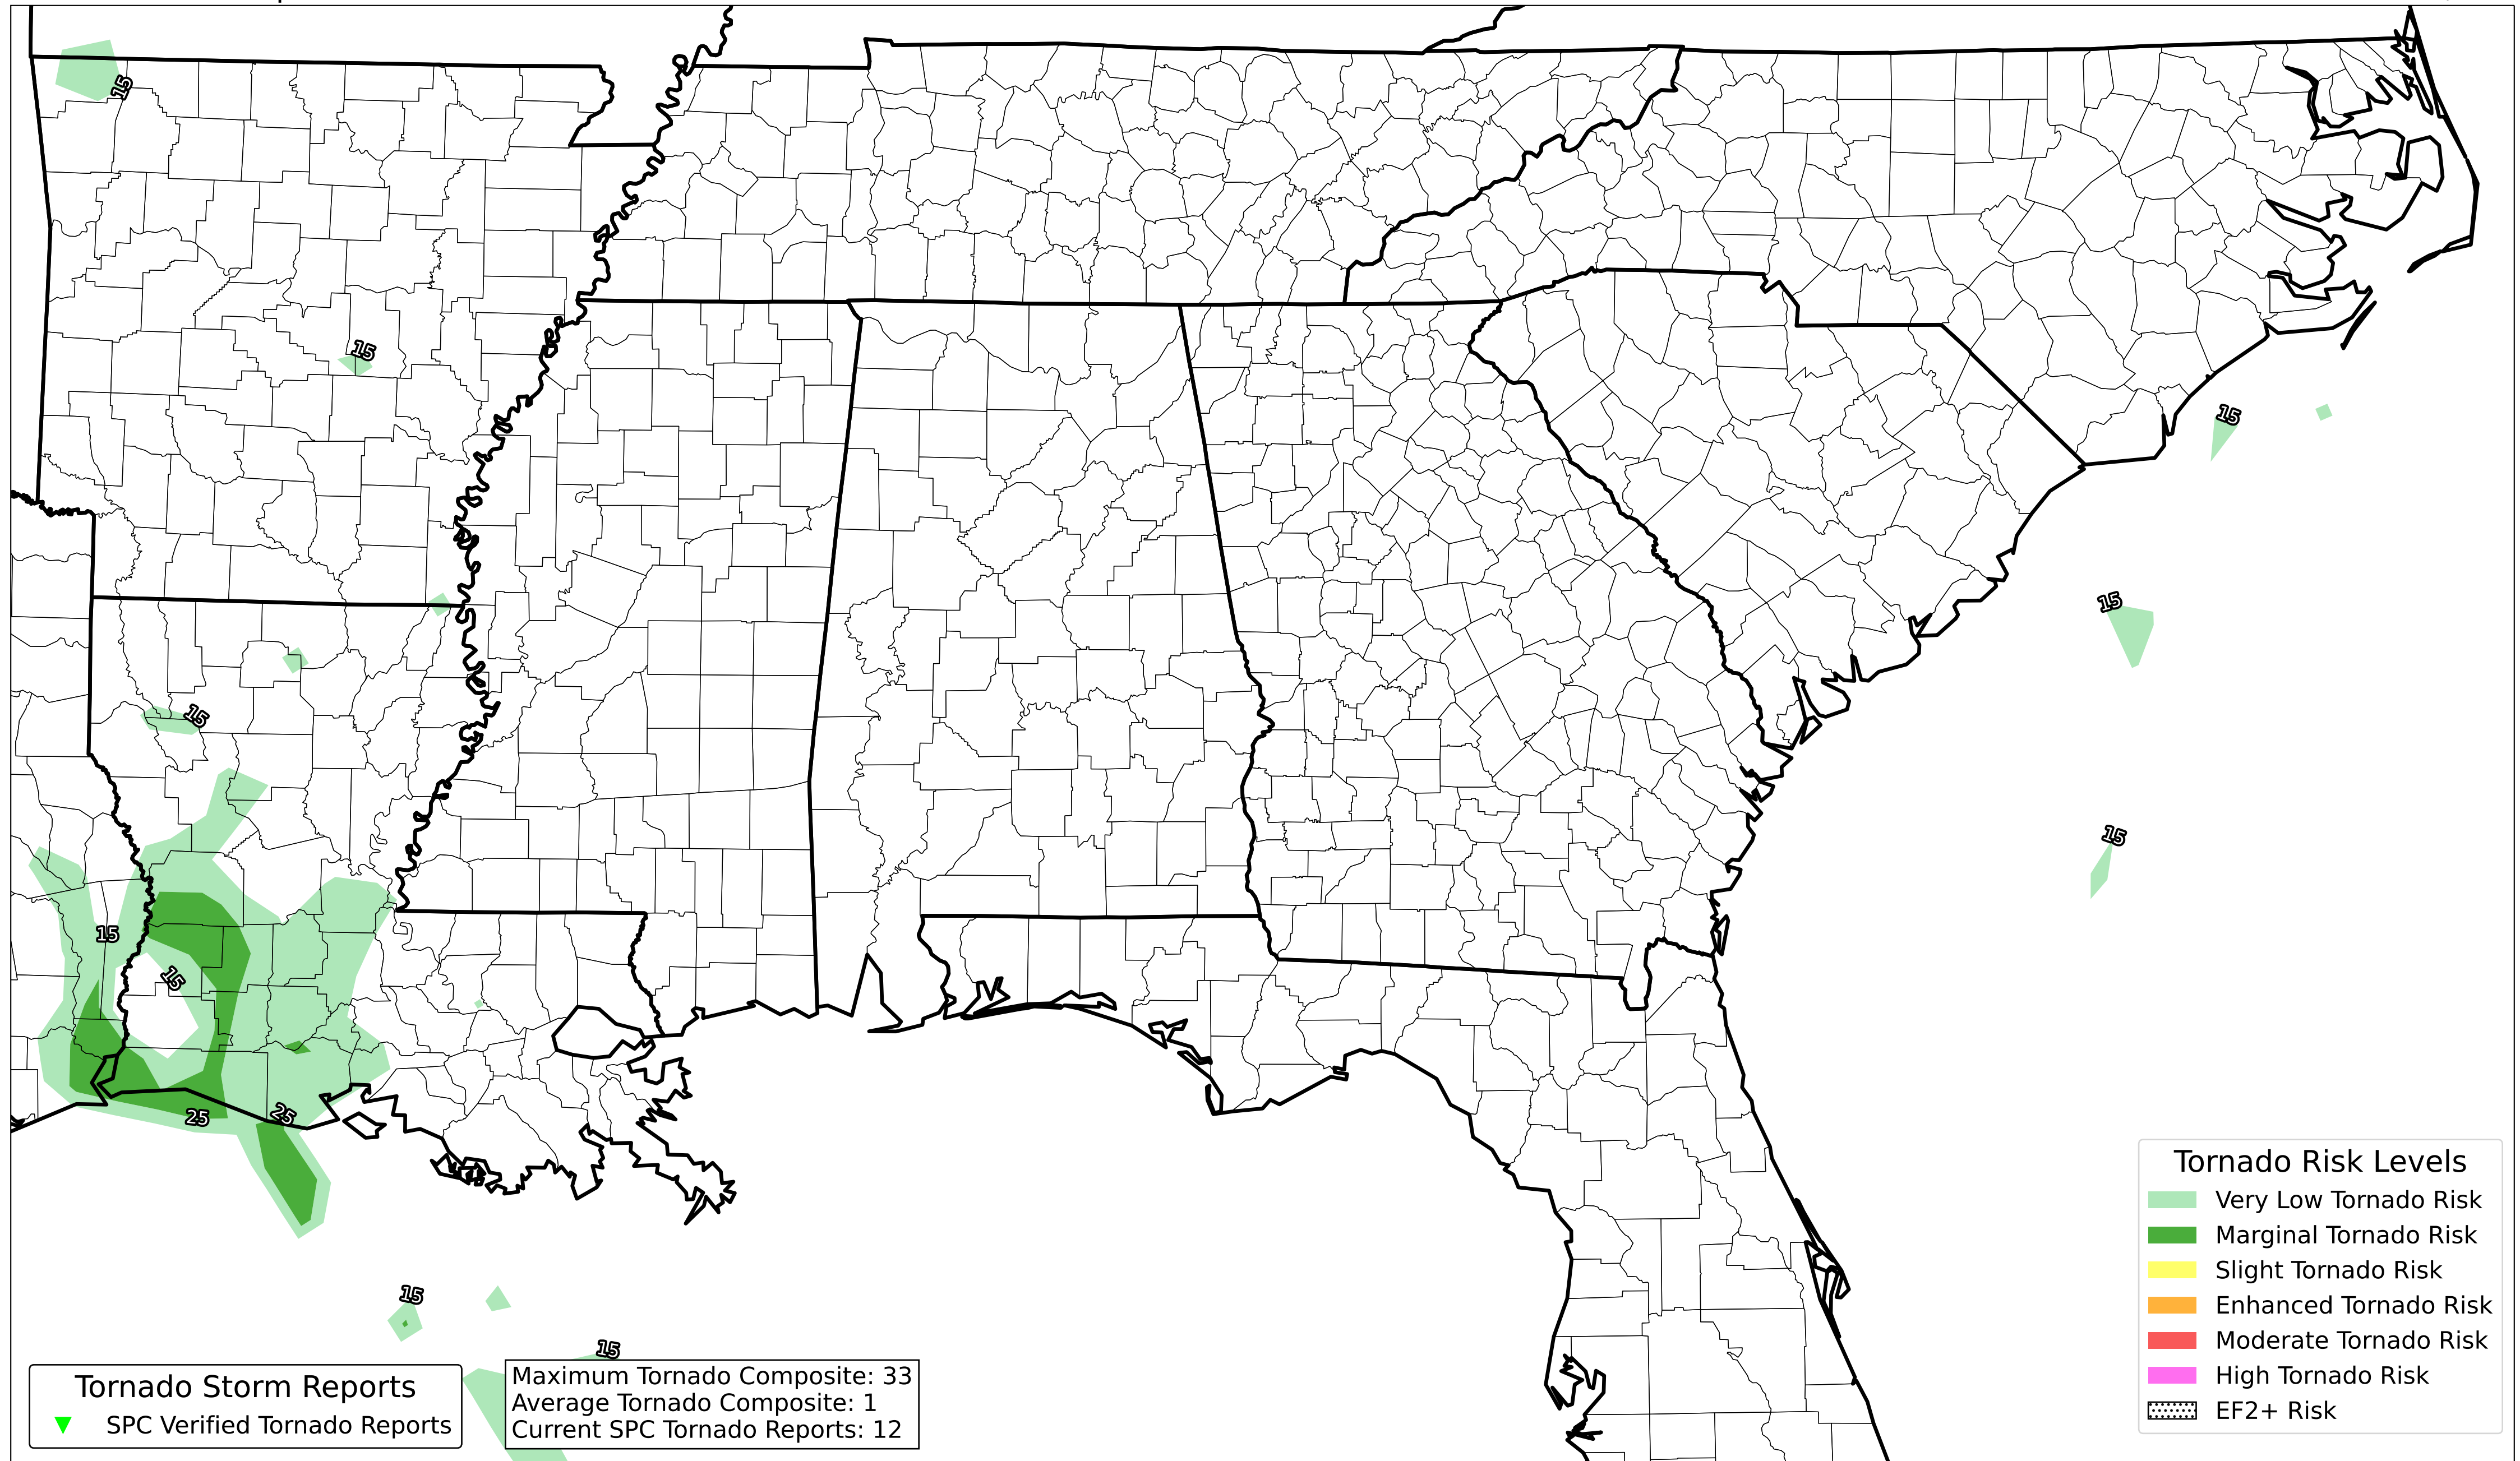 15
15
15
15
15
15
15
15
15
25
25
15
15
Tornado Risk Levels
Very Low Tornado Risk
Marginal Tornado Risk
Slight Tornado Risk
Enhanced Tornado Risk
Moderate Tornado Risk
High Tornado Risk
EF2+ Risk
Tornado Storm Reports
SPC Verified Tornado Reports
Maximum Tornado Composite: 33
Average Tornado Composite: 1
Current SPC Tornado Reports: 12